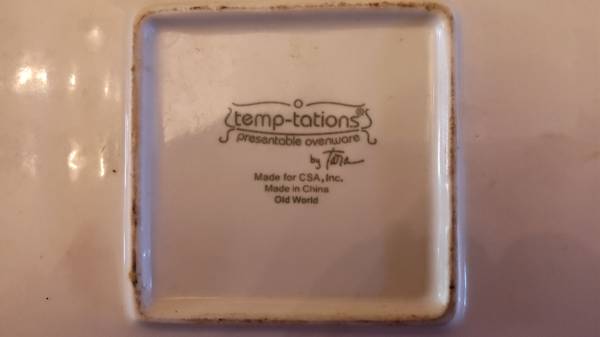 temp-tations®
presentable ovenware
by Tara
Made for CSA, Inc.
Made in China
Old World